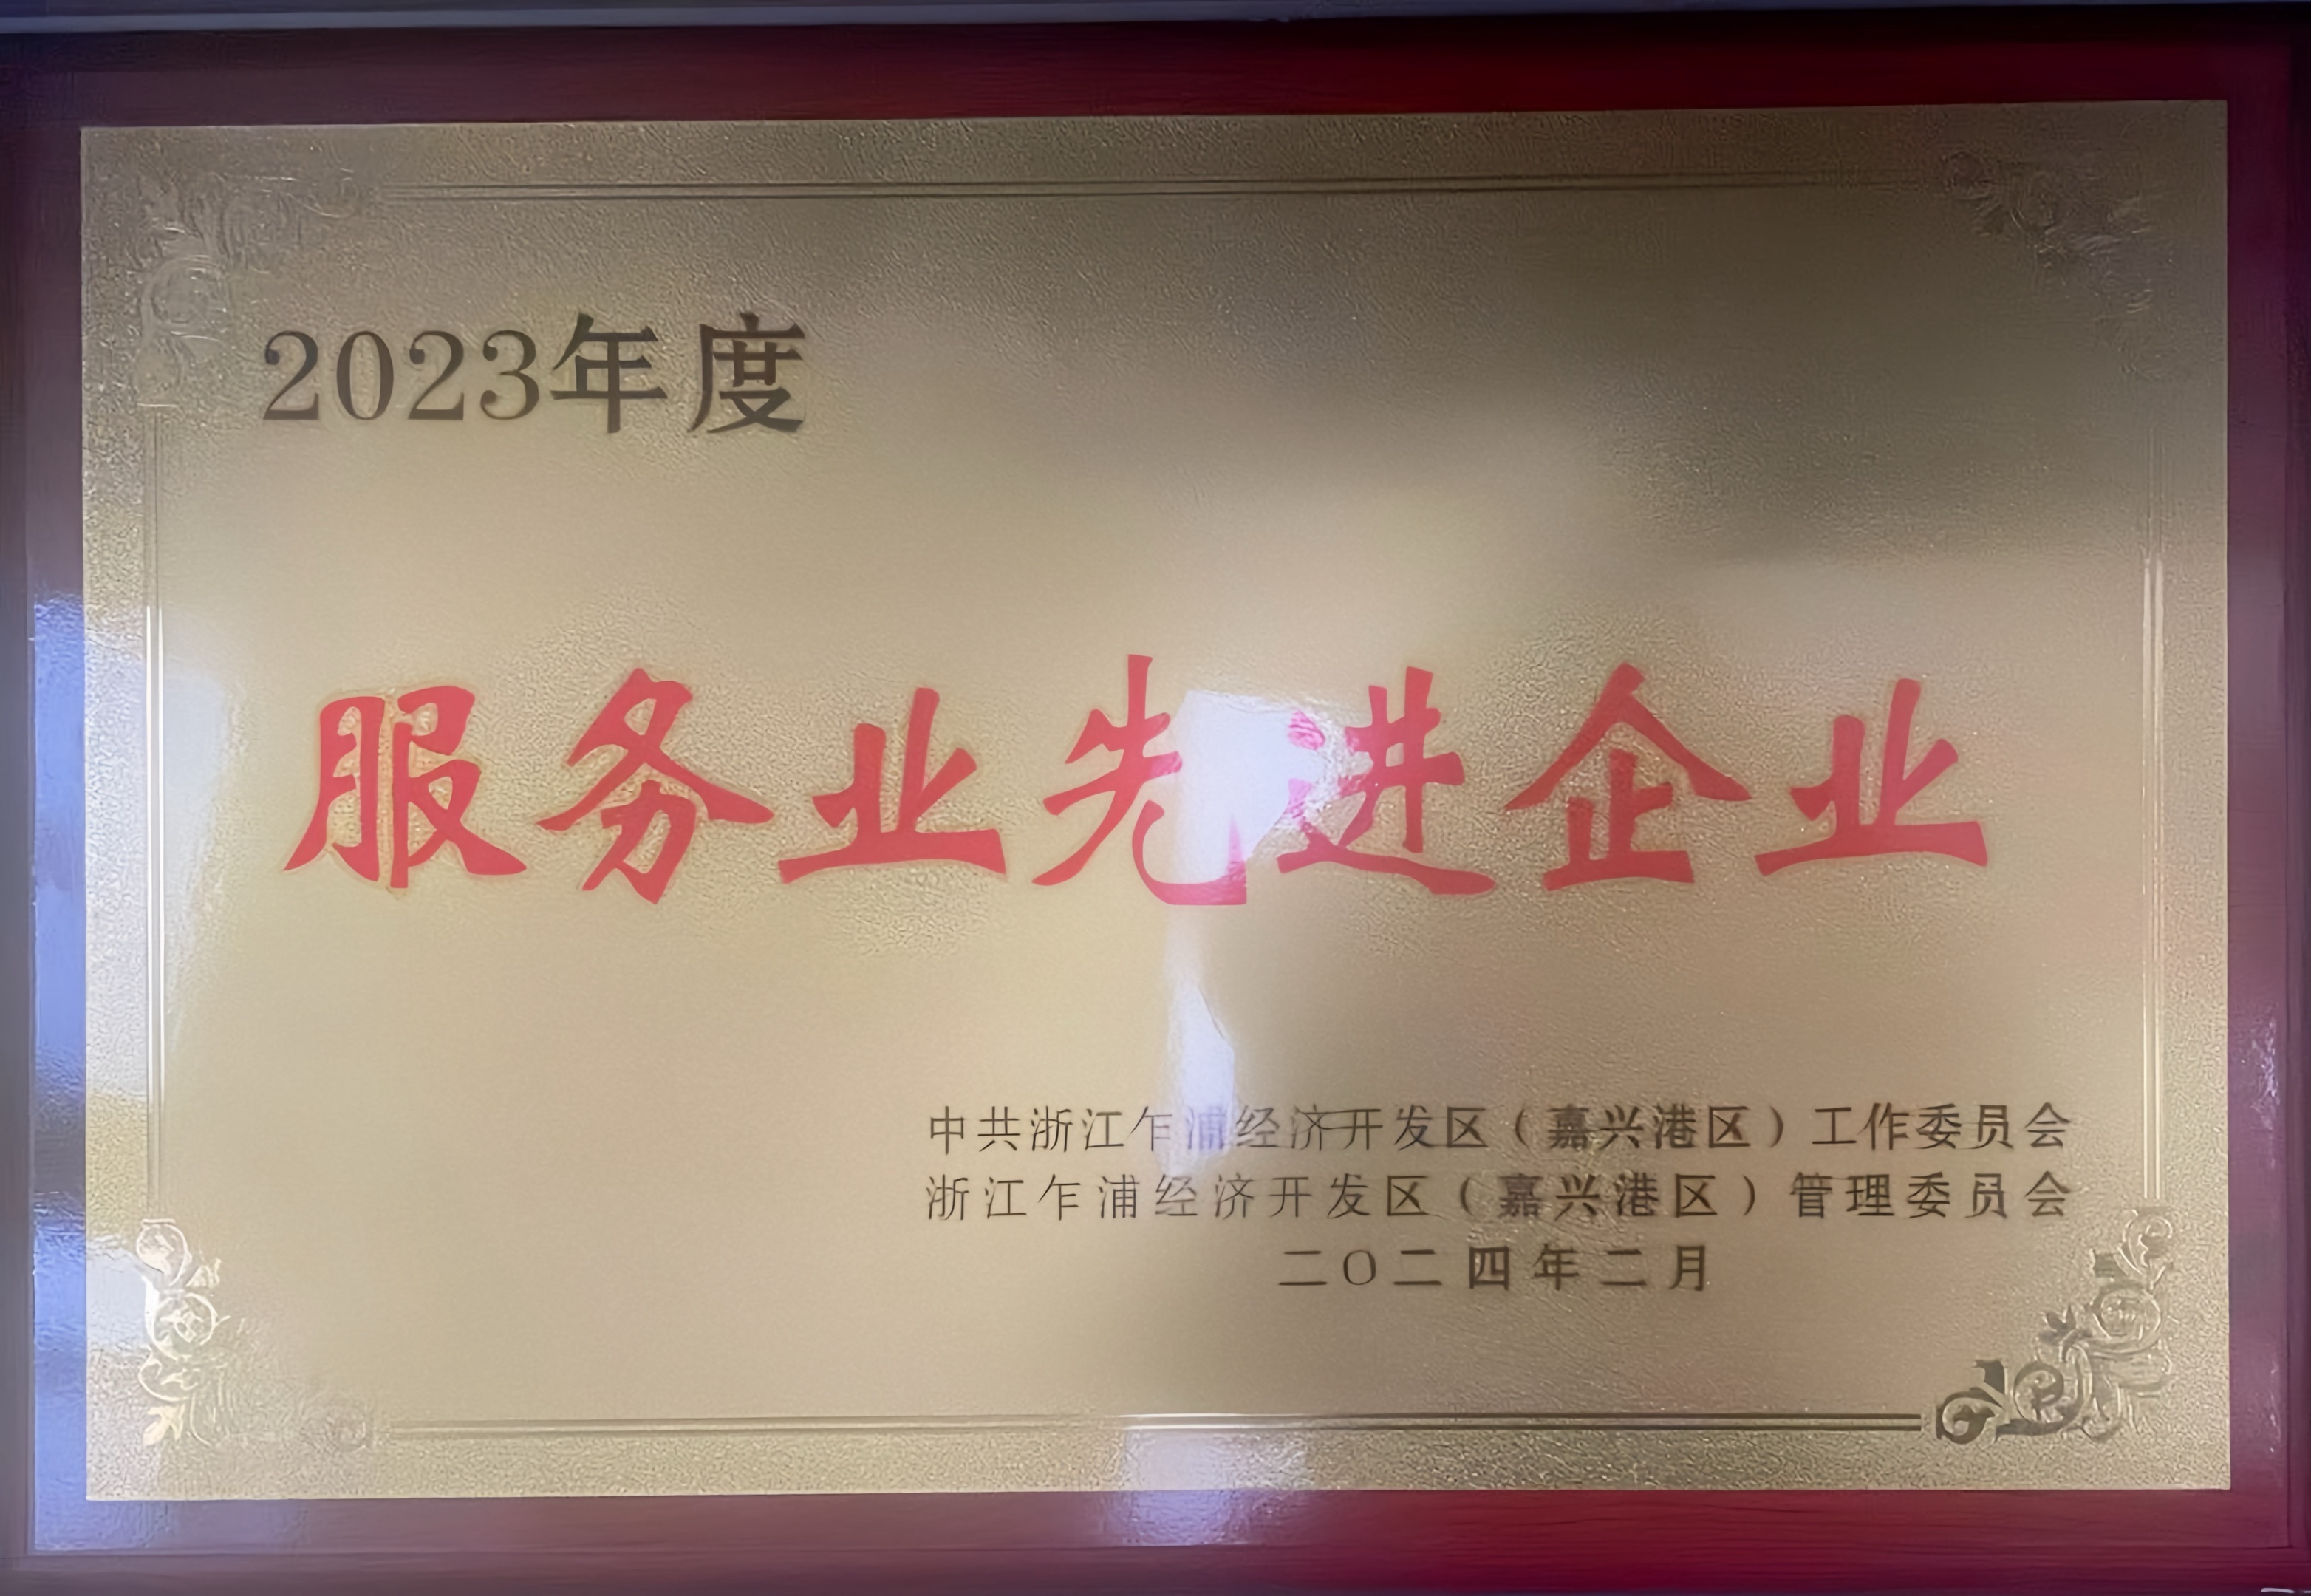 2023年度
服务业先进企业
中共浙江乍浦经济开发区（嘉兴港区）工作委员会
浙江乍浦经济开发区（嘉兴港区）管理委员会
二〇二四年二月